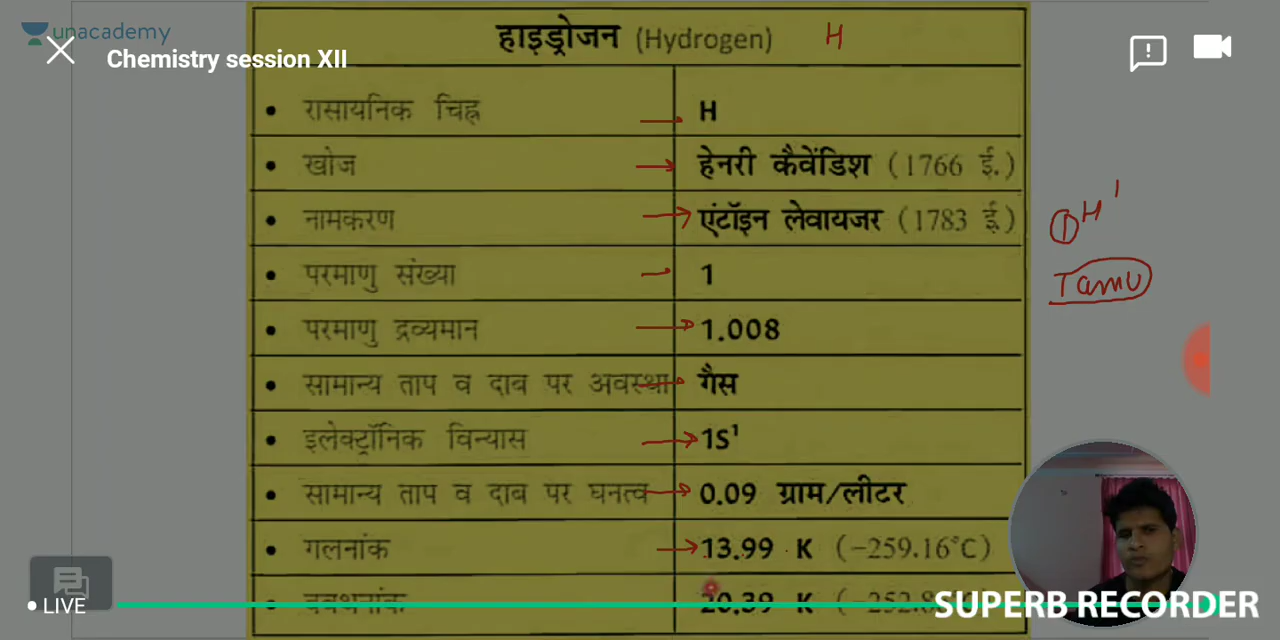 unacademy
Chemistry session XII
हाइड्रोजन (Hydrogen) H
• रासायनिक चिह्न H
• खोज हेनरी कैवेंडिश (1766 ई.)
• नामकरण एंटॉइन लेवायजर (1783 ई.)
①H¹
• परमाणु संख्या 1
Tamu
• परमाणु द्रव्यमान 1.008
• सामान्य ताप व दाब पर अवस्था गैस
• इलेक्ट्रॉनिक विन्यास 1S¹
• सामान्य ताप व दाब पर घनत्व 0.09 ग्राम/लीटर
• गलनांक 13.99 K (−259.16°C)
• क्वथनांक 20.39 K
LIVE
SUPERB RECORDER